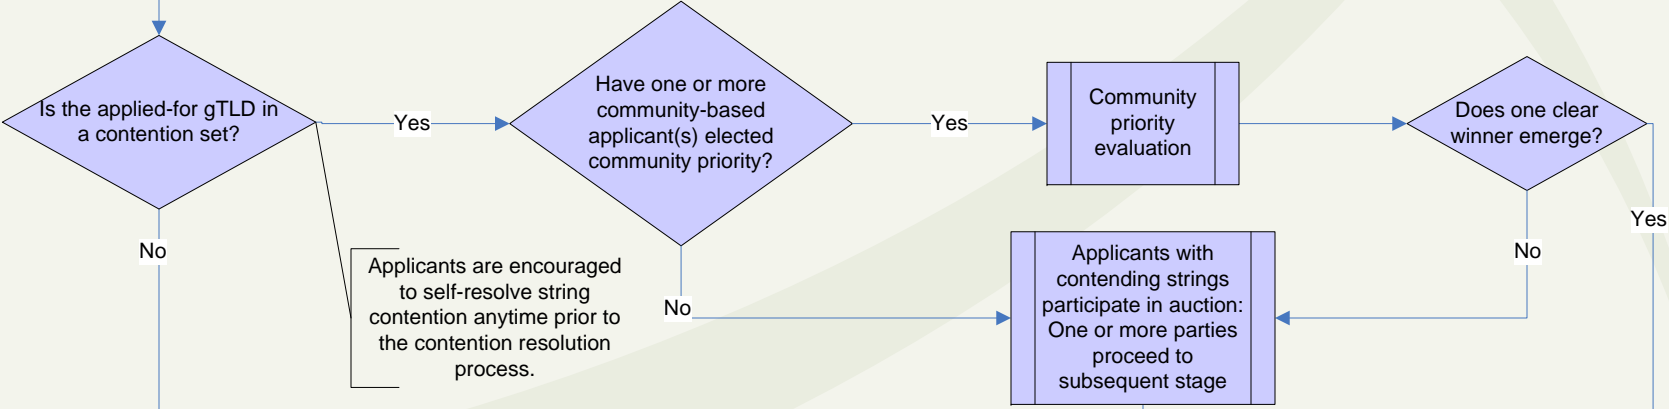 Is the applied-for gTLD in
a contention set?
Yes
No
Applicants are encouraged
to self-resolve string
contention anytime prior to
the contention resolution
process.
Have one or more
community-based
applicant(s) elected
community priority?
Yes
No
Community
priority
evaluation
Applicants with
contending strings
participate in auction:
One or more parties
proceed to
subsequent stage
Does one clear
winner emerge?
No
Yes